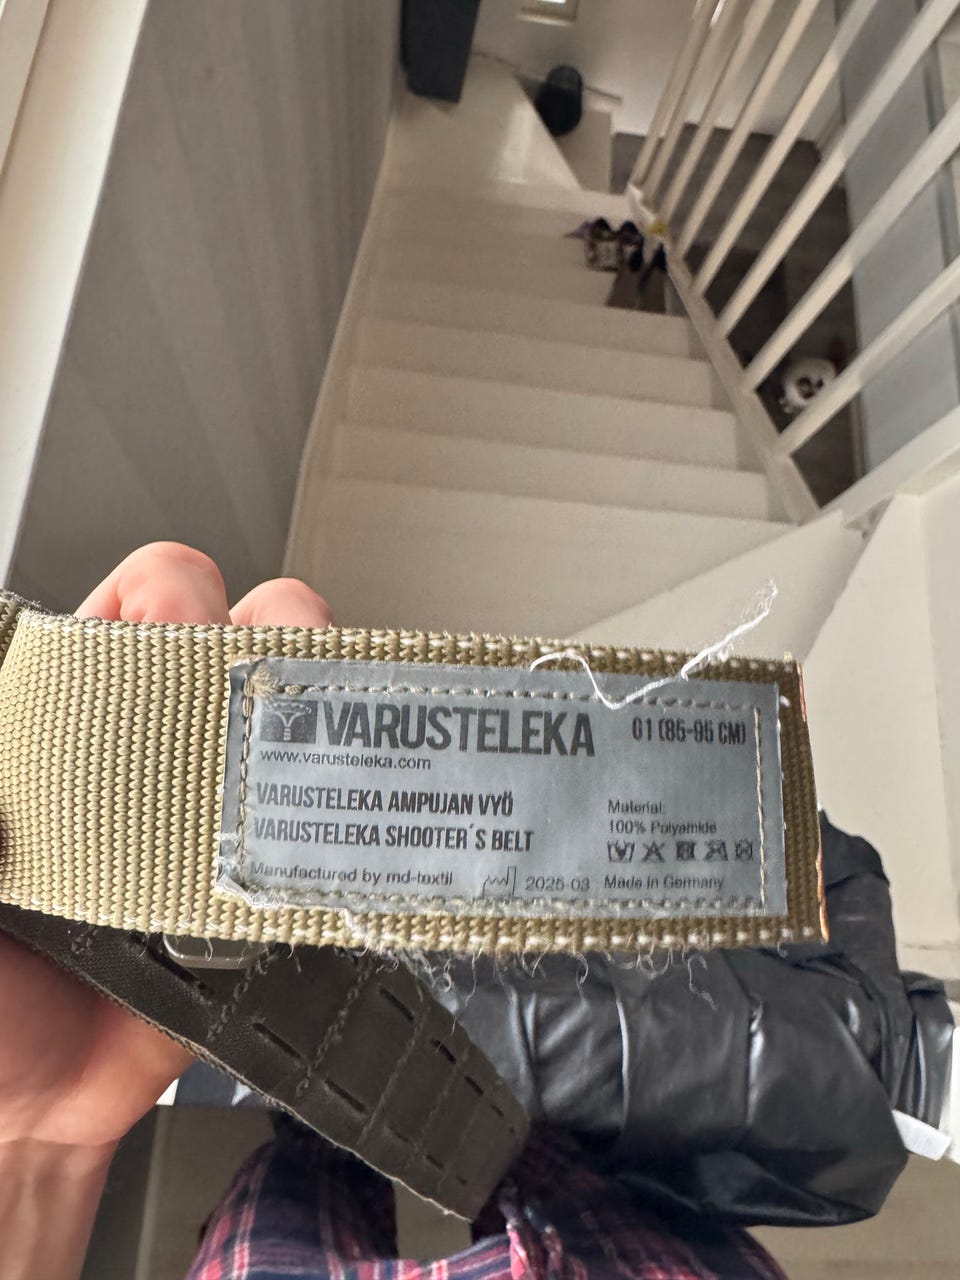 VARUSTELEKA 01 (85-95 CM)
www.varusteleka.com
VARUSTELEKA AMPUJAN VYÖ
VARUSTELEKA SHOOTER´S BELT
Material:
100% Polyamide
Manufactured by md-textil 2025-03 Made in Germany